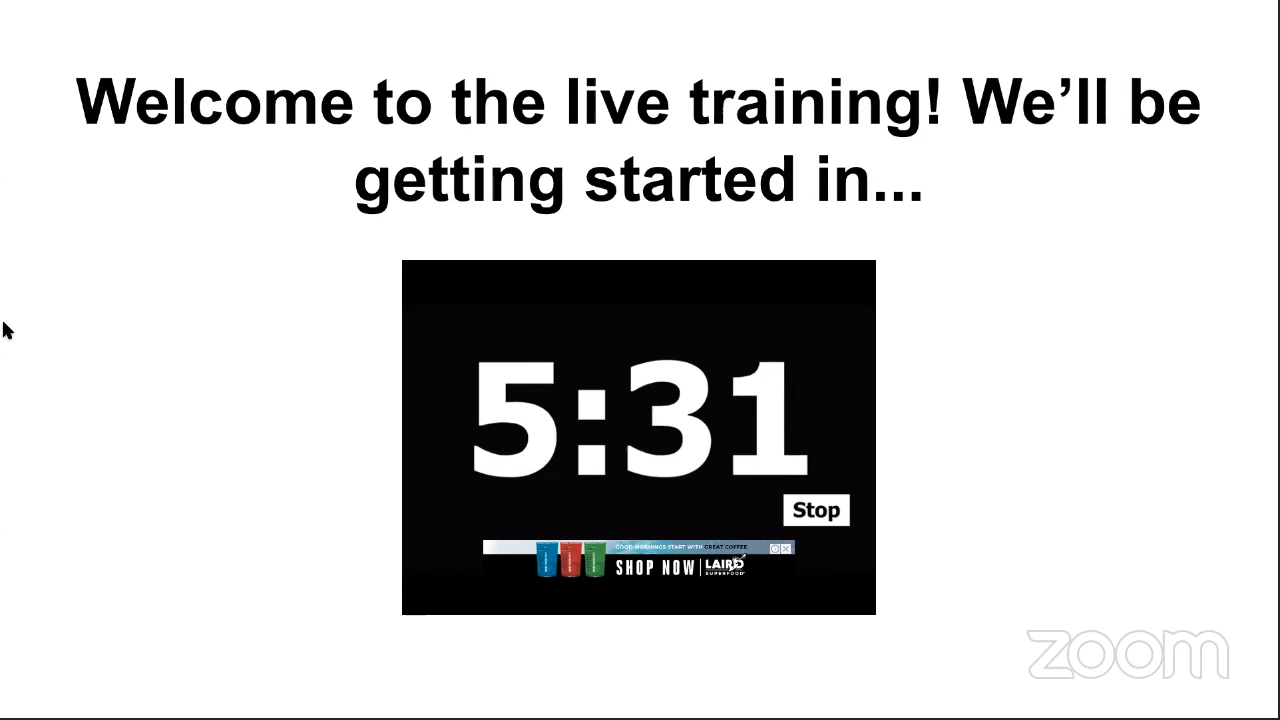 Welcome to the live training! We’ll be
getting started in...
5:31
Stop
GOOD MORNINGS START WITH GREAT COFFEE
SHOP NOW
LAIRD
SUPERFOOD
zoom